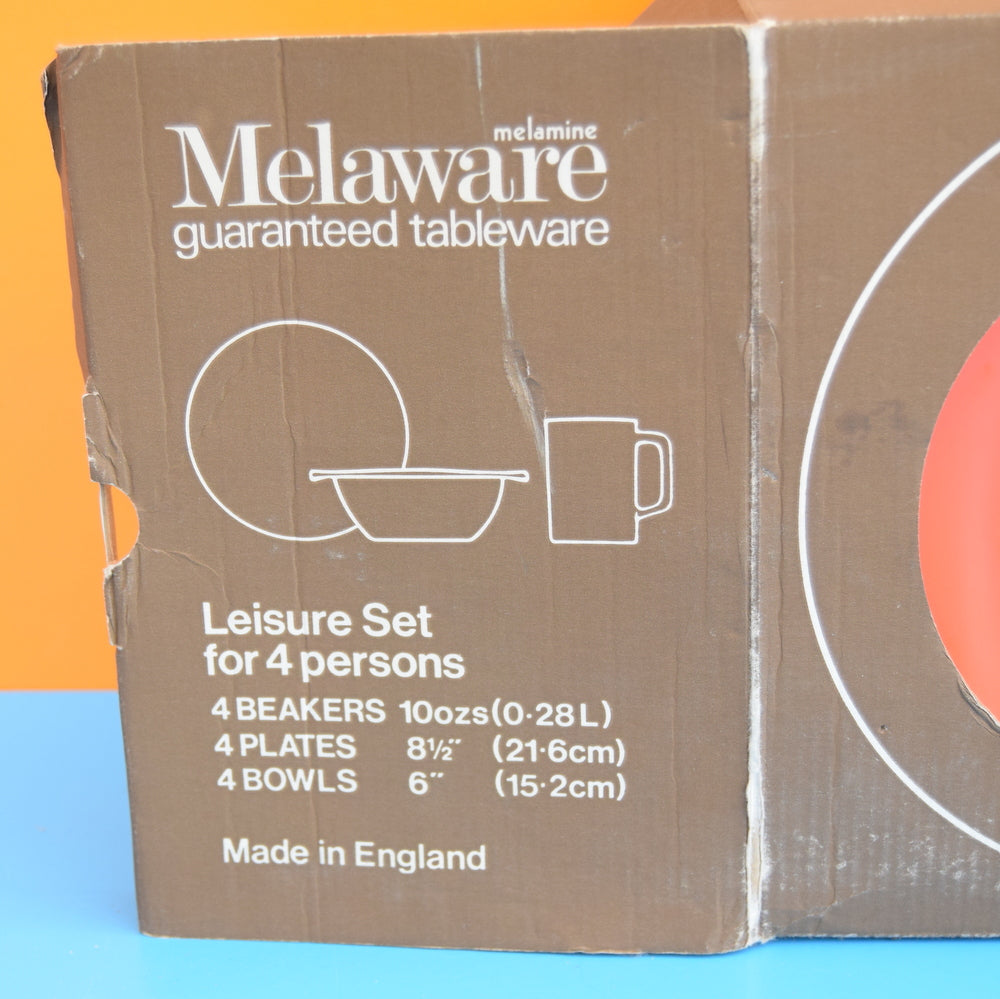 melamine
Melaware
guaranteed tableware
Leisure Set
for 4 persons
4 BEAKERS 10ozs (0·28L)
4 PLATES 8½″ (21·6cm)
4 BOWLS 6″ (15·2cm)
Made in England